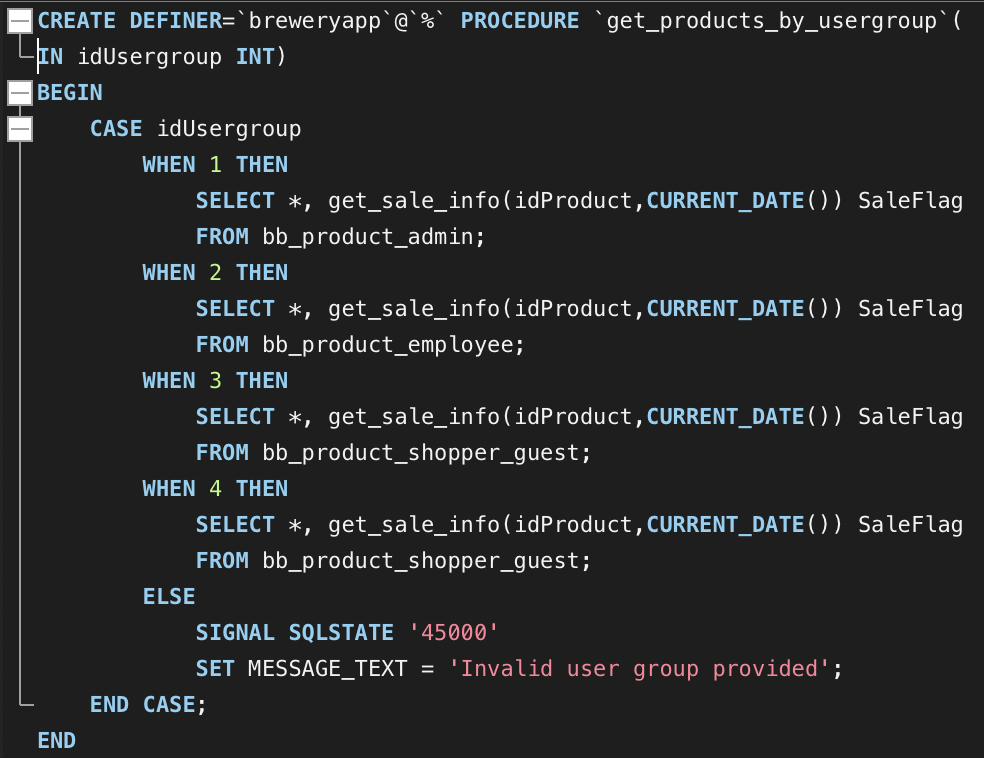 CREATE DEFINER=`breweryapp`@`%` PROCEDURE `get_products_by_usergroup`(
IN idUsergroup INT)
BEGIN
    CASE idUsergroup
        WHEN 1 THEN
            SELECT *, get_sale_info(idProduct,CURRENT_DATE()) SaleFlag
            FROM bb_product_admin;
        WHEN 2 THEN
            SELECT *, get_sale_info(idProduct,CURRENT_DATE()) SaleFlag
            FROM bb_product_employee;
        WHEN 3 THEN
            SELECT *, get_sale_info(idProduct,CURRENT_DATE()) SaleFlag
            FROM bb_product_shopper_guest;
        WHEN 4 THEN
            SELECT *, get_sale_info(idProduct,CURRENT_DATE()) SaleFlag
            FROM bb_product_shopper_guest;
        ELSE
            SIGNAL SQLSTATE '45000'
            SET MESSAGE_TEXT = 'Invalid user group provided';
    END CASE;
END